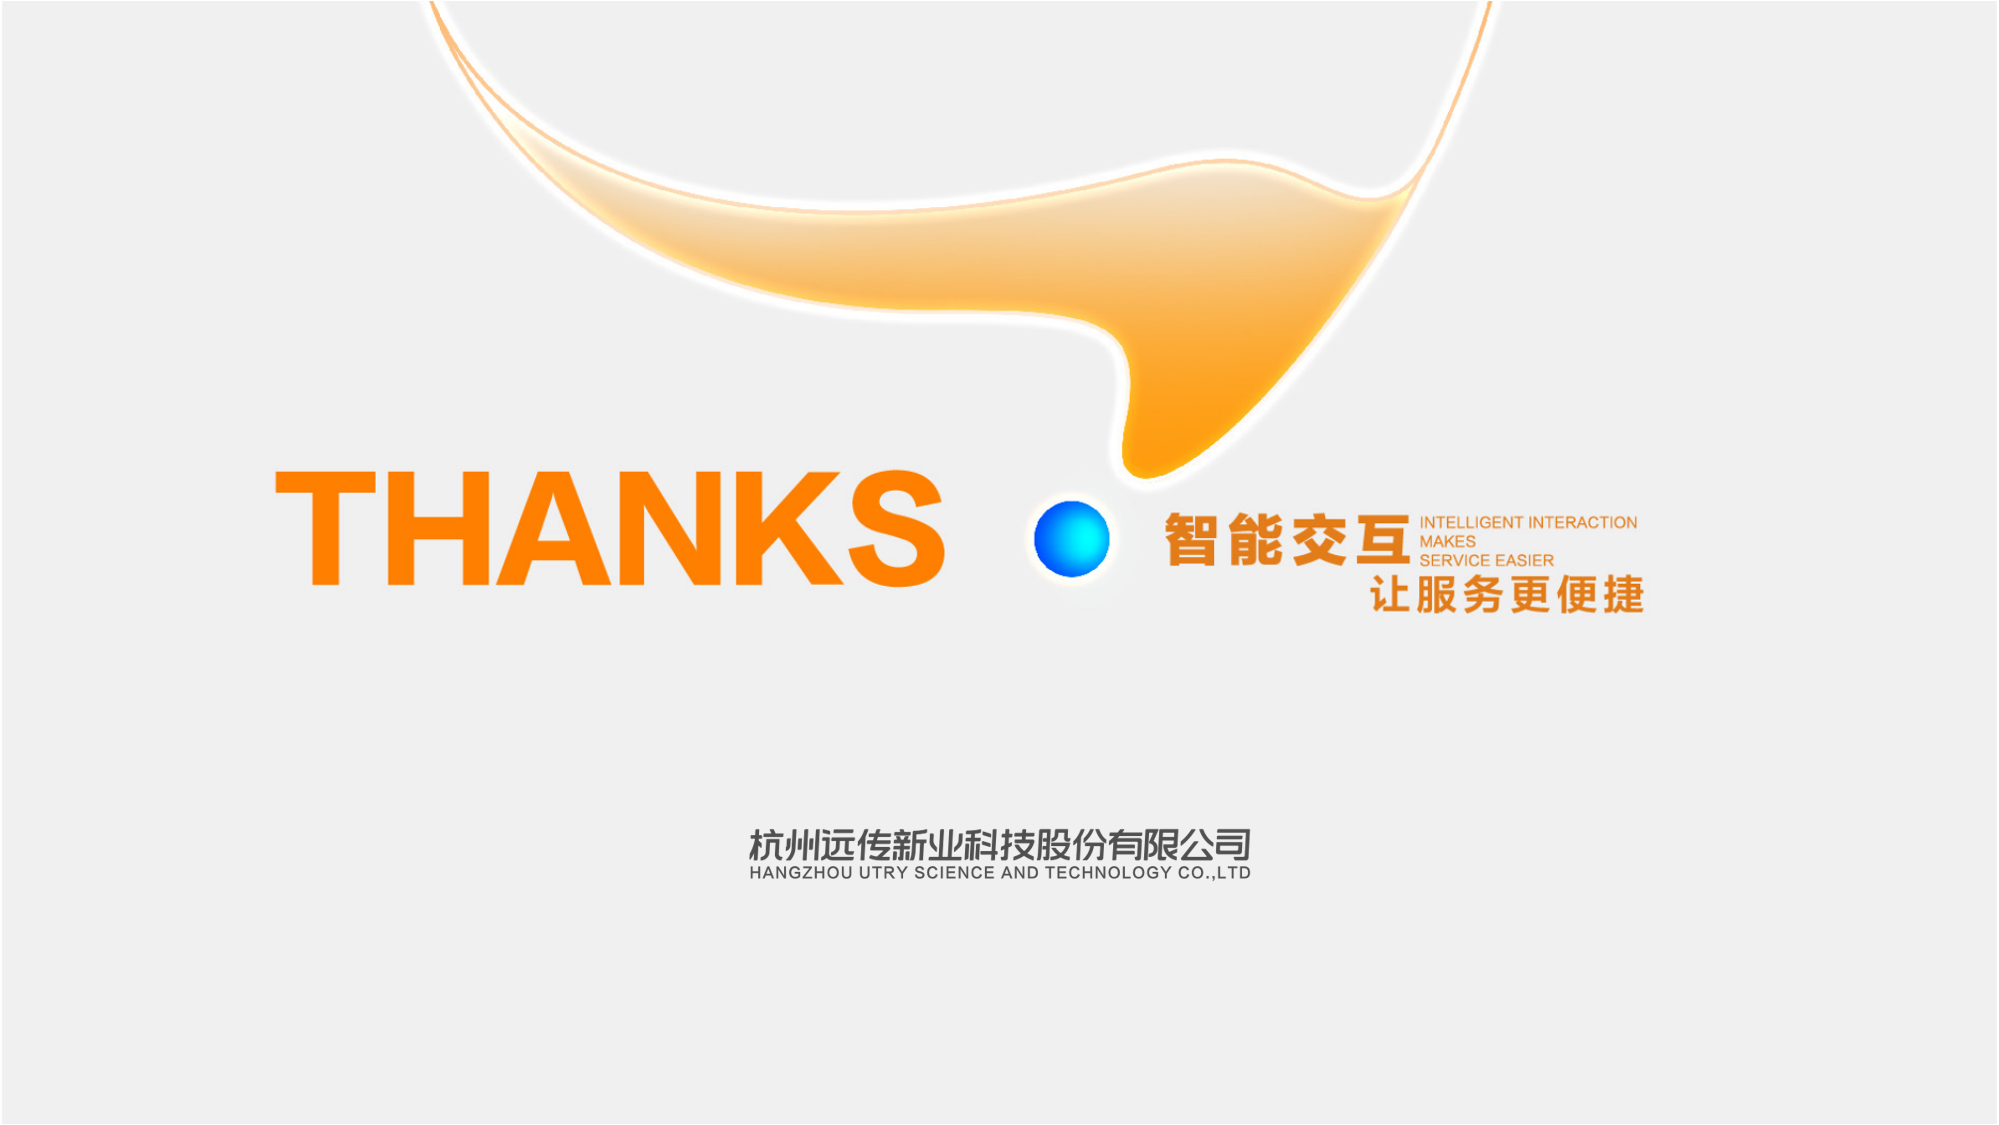 THANKS
智能交互
INTELLIGENT INTERACTION
MAKES
SERVICE EASIER
让服务更便捷
杭州远传新业科技股份有限公司
HANGZHOU UTRY SCIENCE AND TECHNOLOGY CO.,LTD